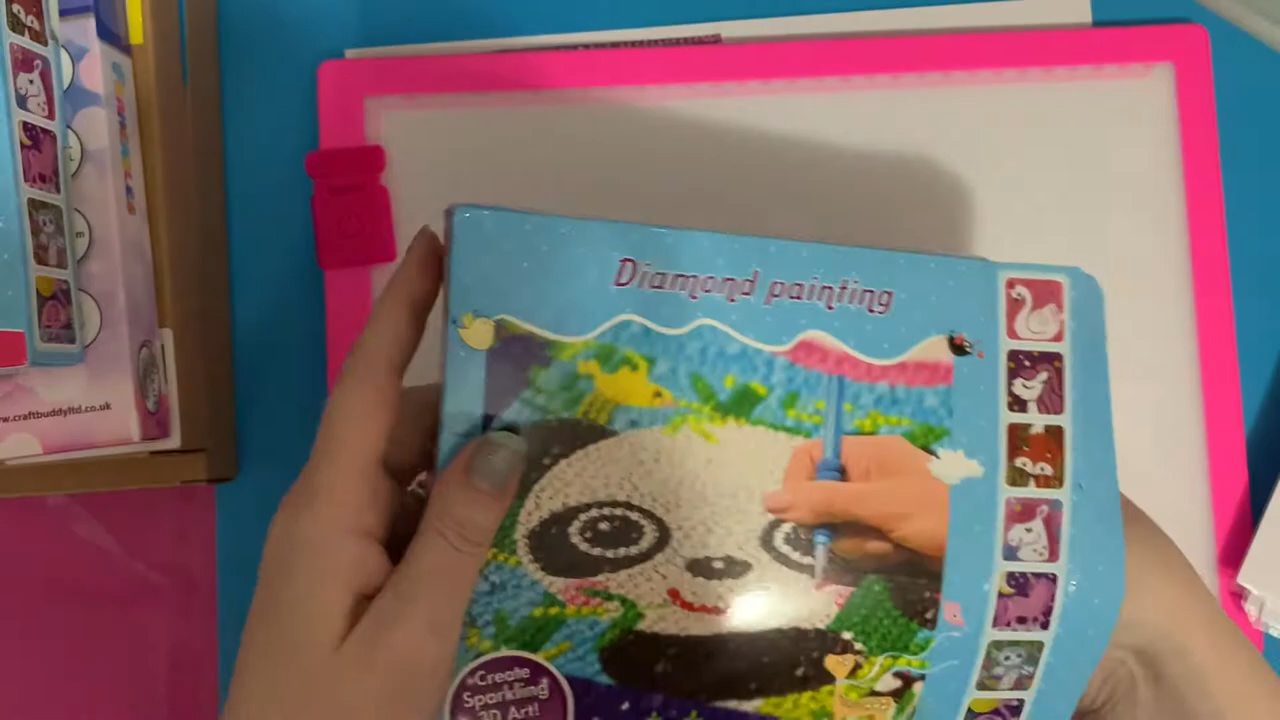 Diamond painting
Create
Sparkling
3D Art!
www.craftbuddyltd.co.uk